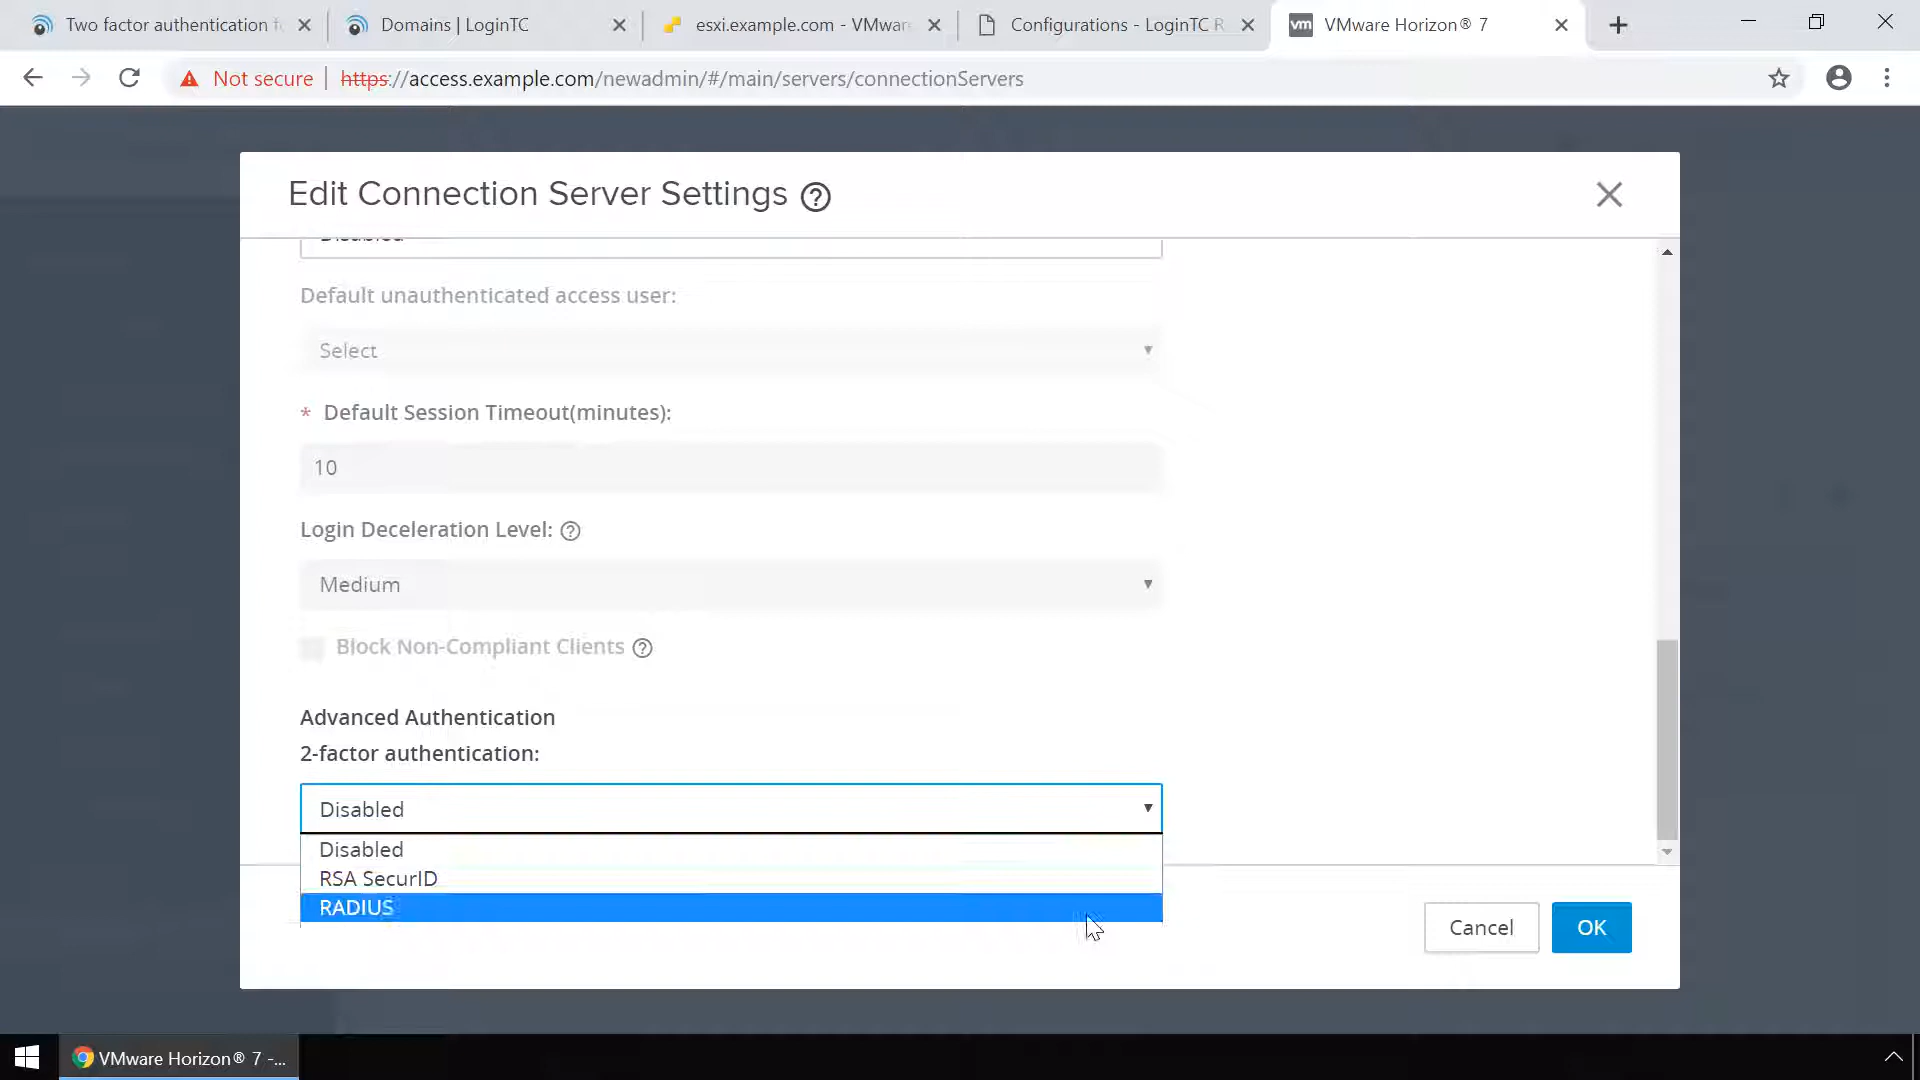 Two factor authentication f
Domains | LoginTC
esxi.example.com - VMwar
Configurations - LoginTC R
vm VMware Horizon® 7
Not secure | https://access.example.com/newadmin/#/main/servers/connectionServers
Edit Connection Server Settings ?
Disabled
Default unauthenticated access user:
Select
* Default Session Timeout(minutes):
10
Login Deceleration Level: ?
Medium
Block Non-Compliant Clients ?
Advanced Authentication
2-factor authentication:
Disabled
Disabled
RSA SecurID
RADIUS
Cancel
OK
VMware Horizon® 7 -...